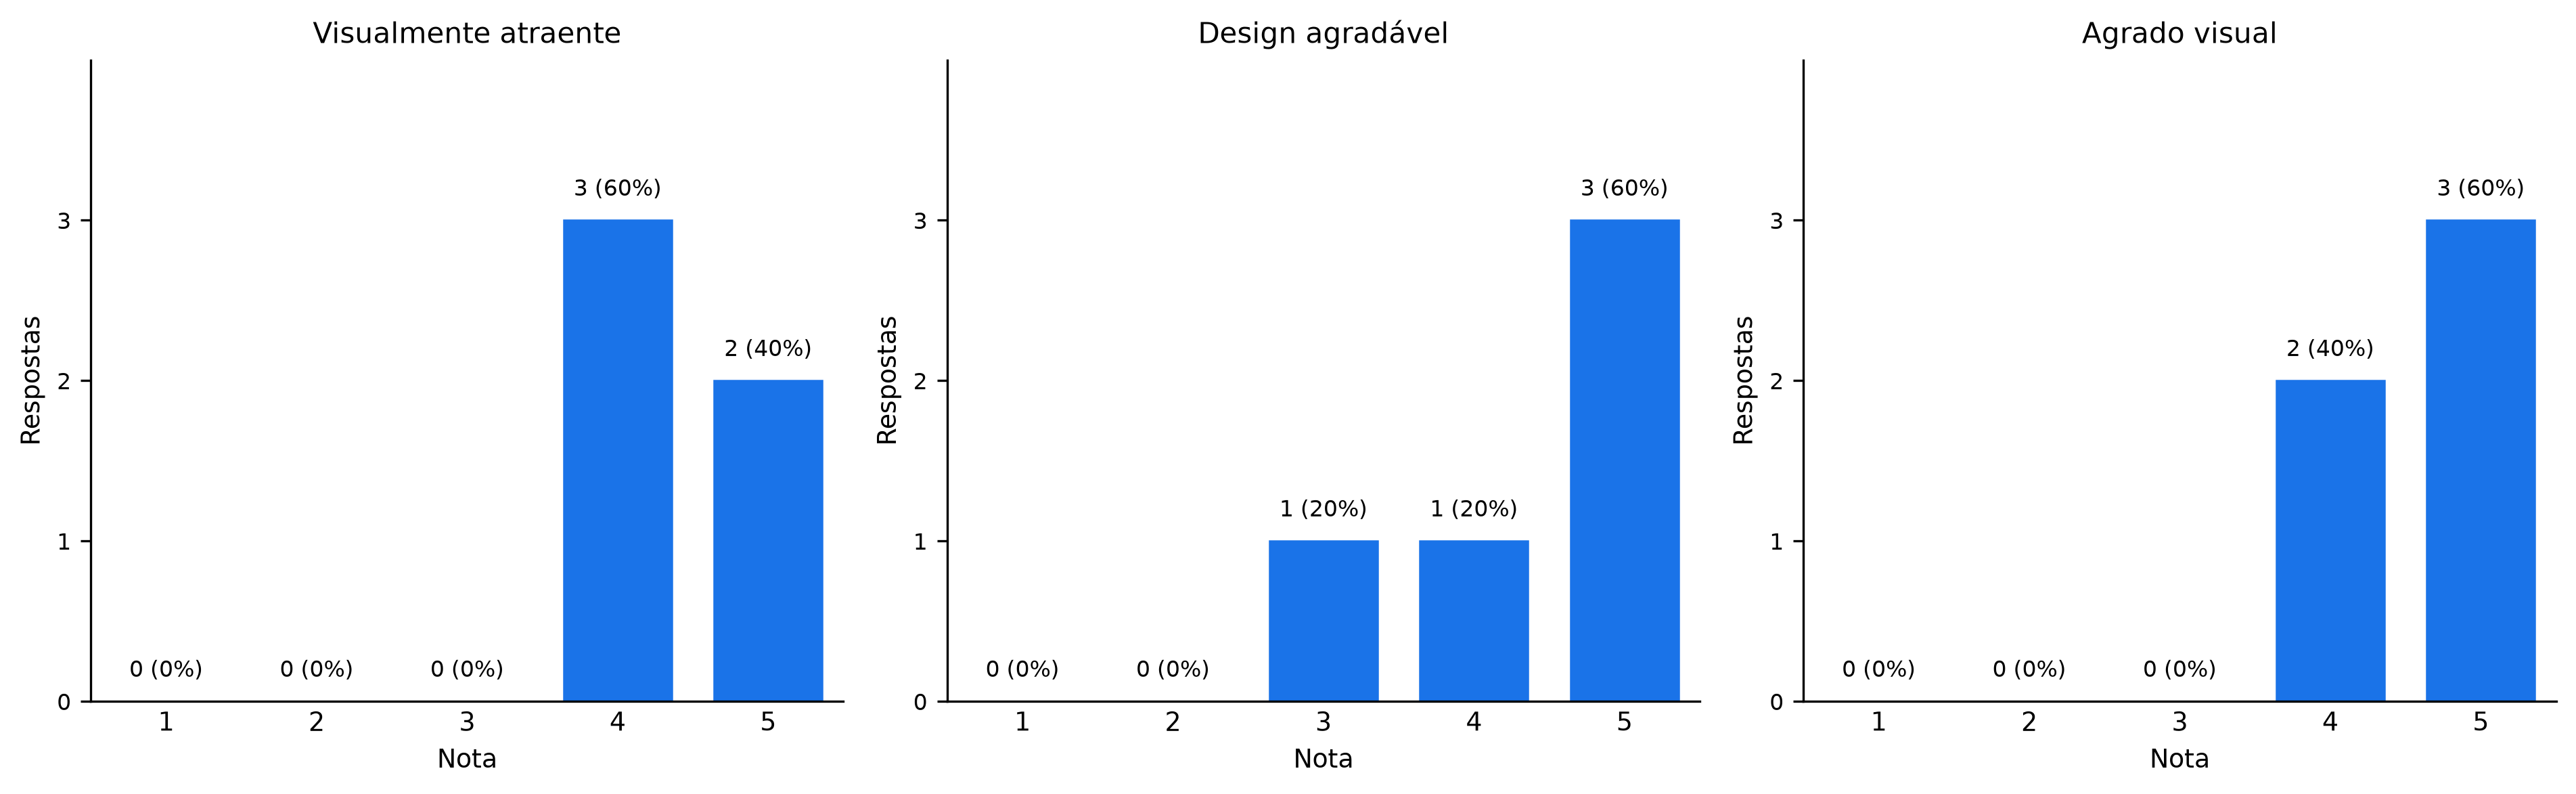 Visualmente atraente
Respostas
3
2
1
0
0 (0%)
0 (0%)
0 (0%)
3 (60%)
2 (40%)
1 2 3 4 5
Nota
Design agradável
Respostas
3
2
1
0
0 (0%)
0 (0%)
1 (20%)
1 (20%)
3 (60%)
1 2 3 4 5
Nota
Agrado visual
Respostas
3
2
1
0
0 (0%)
0 (0%)
0 (0%)
2 (40%)
3 (60%)
1 2 3 4 5
Nota